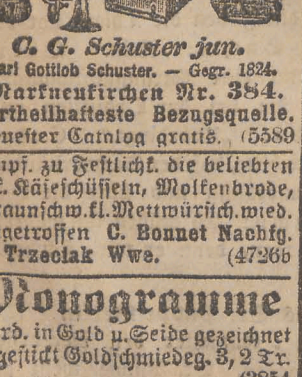 C. G. Schuster jun.
arl Gottlob Schuster. — Gegr. 1824.
Markneukirchen Nr. 384.
rtheilhafteste Bezugsquelle.
uester Catalog gratis. (5589
pf. zu Festlichk. die beliebten
Käseschüsseln, Molkenbrode,
aunschw. kl. Mettwürstch. wied.
getroffen C. Bonnet Nachfg.
Trzeciak Wwe. (4726b
Monogramme
rd. in Gold u. Seide gezeichnet
gestickt Goldschmiedeg. 3, 2 Tr.